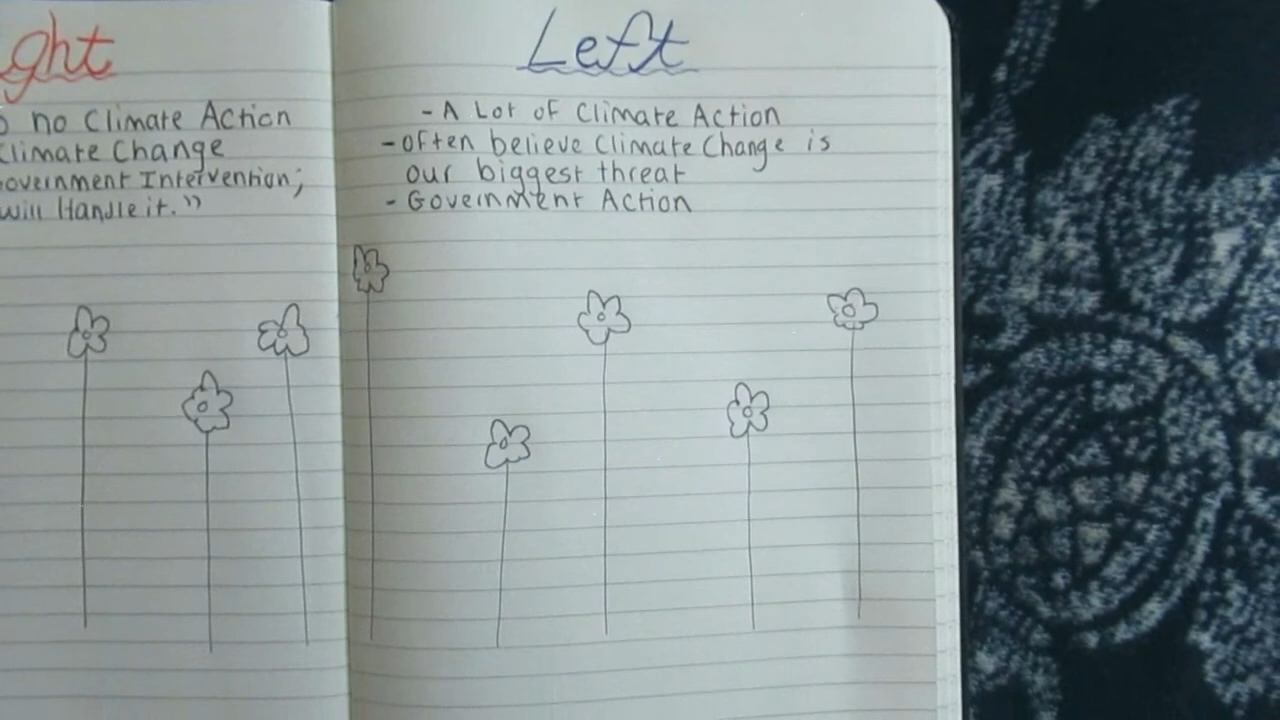 ght
no Climate Action
Climate Change
overnment Intervention;
will Handle it."
Left
- A Lot of Climate Action
- often believe Climate Change is
our biggest threat
- Government Action